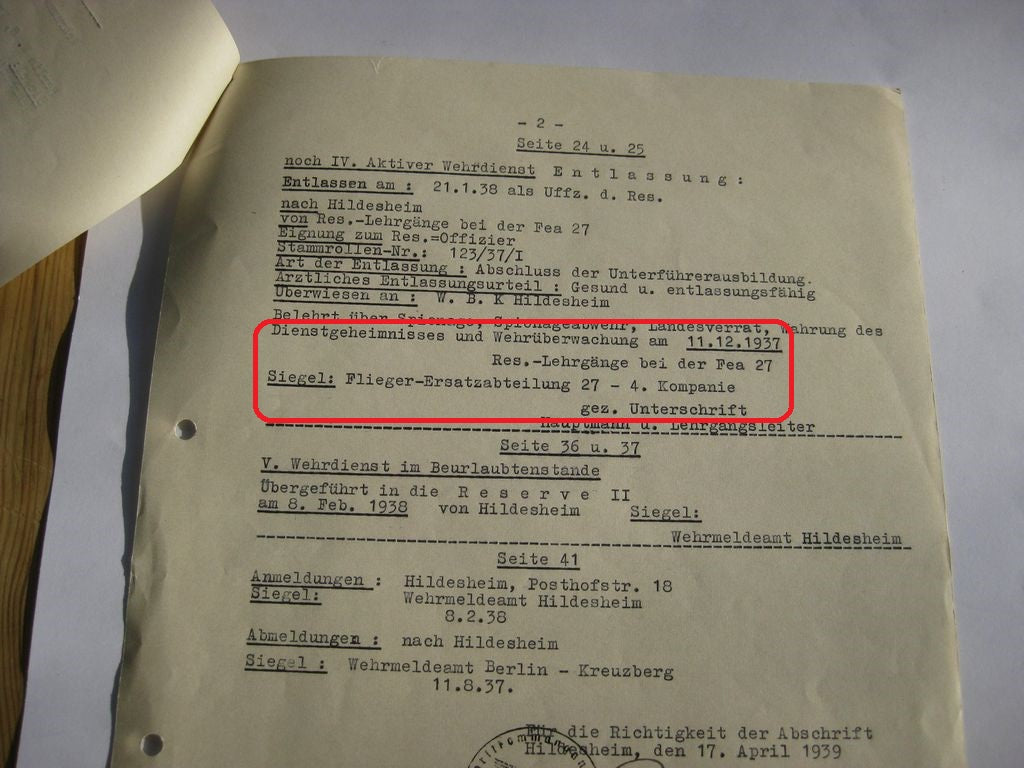 - 2 -
Seite 24 u. 25
noch IV. Aktiver Wehrdienst E n t l a s s u n g :
Entlassen am : 21.1.38 als Uffz. d. Res.
nach Hildesheim
von Res.-Lehrgänge bei der Fea 27
Eignung zum Res.=Offizier
Stammrollen-Nr.: 123/37/I
Art der Entlassung : Abschluss der Unterführerausbildung.
Ärztliches Entlassungsurteil : Gesund u. entlassungsfähig
Überwiesen an : W. B. K Hildesheim
Belehrt über Spionage, Spionageabwehr, Landesverrat, Wahrung des
Dienstgeheimnisses und Wehrüberwachung am 11.12.1937
Res.-Lehrgänge bei der Fea 27
Siegel: Flieger-Ersatzabteilung 27 - 4. Kompanie
gez. Unterschrift
Hauptmann u. Lehrgangsleiter
Seite 36 u. 37
V. Wehrdienst im Beurlaubtenstande
Übergeführt in die R e s e r v e II
am 8. Feb. 1938 von Hildesheim Siegel:
Wehrmeldeamt Hildesheim
Seite 41
Anmeldungen : Hildesheim, Posthofstr. 18
Siegel: Wehrmeldeamt Hildesheim
8.2.38
Abmeldungen : nach Hildesheim
Siegel : Wehrmeldeamt Berlin - Kreuzberg
11.8.37.
Für die Richtigkeit der Abschrift
Hildesheim, den 17. April 1939